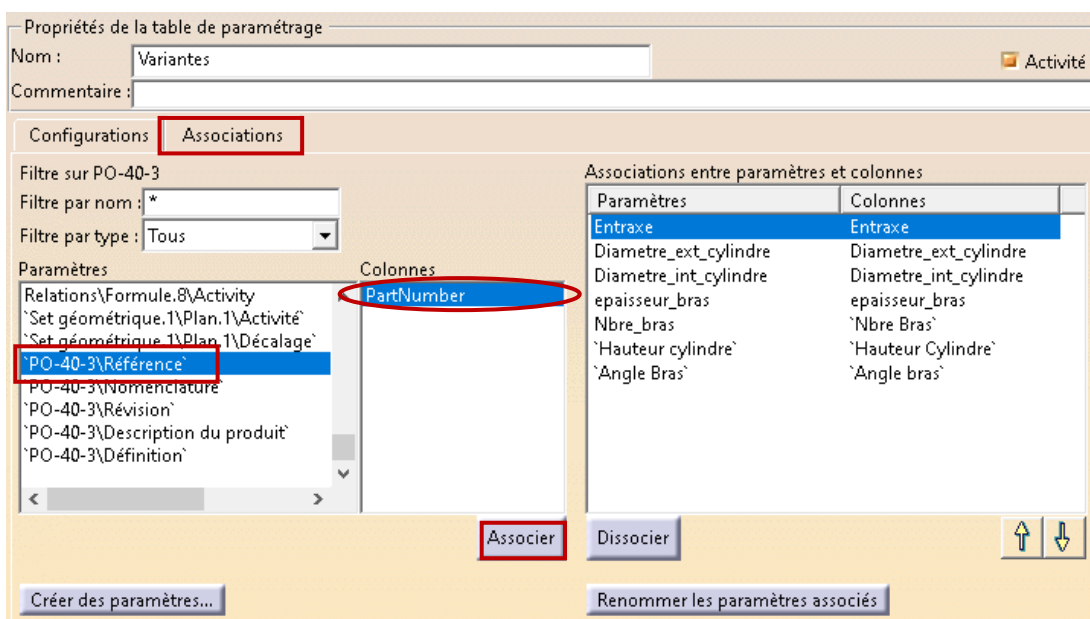 Propriétés de la table de paramétrage
Nom : Variantes Activité
Commentaire :
Configurations Associations
Filtre sur PO-40-3
Filtre par nom : *
Filtre par type : Tous
Paramètres
Relations\Formule.8\Activity
`Set géométrique.1\Plan.1\Activité`
`Set géométrique.1\Plan.1\Décalage`
`PO-40-3\Référence`
`PO-40-3\Nomenclature`
`PO-40-3\Révision`
`PO-40-3\Description du produit`
`PO-40-3\Définition`
Colonnes
PartNumber
Associer
Créer des paramètres...
Associations entre paramètres et colonnes
Paramètres Colonnes
Entraxe Entraxe
Diametre_ext_cylindre Diametre_ext_cylindre
Diametre_int_cylindre Diametre_int_cylindre
epaisseur_bras epaisseur_bras
Nbre_bras `Nbre Bras`
`Hauteur cylindre` `Hauteur Cylindre`
`Angle Bras` `Angle bras`
Dissocier
Renommer les paramètres associés